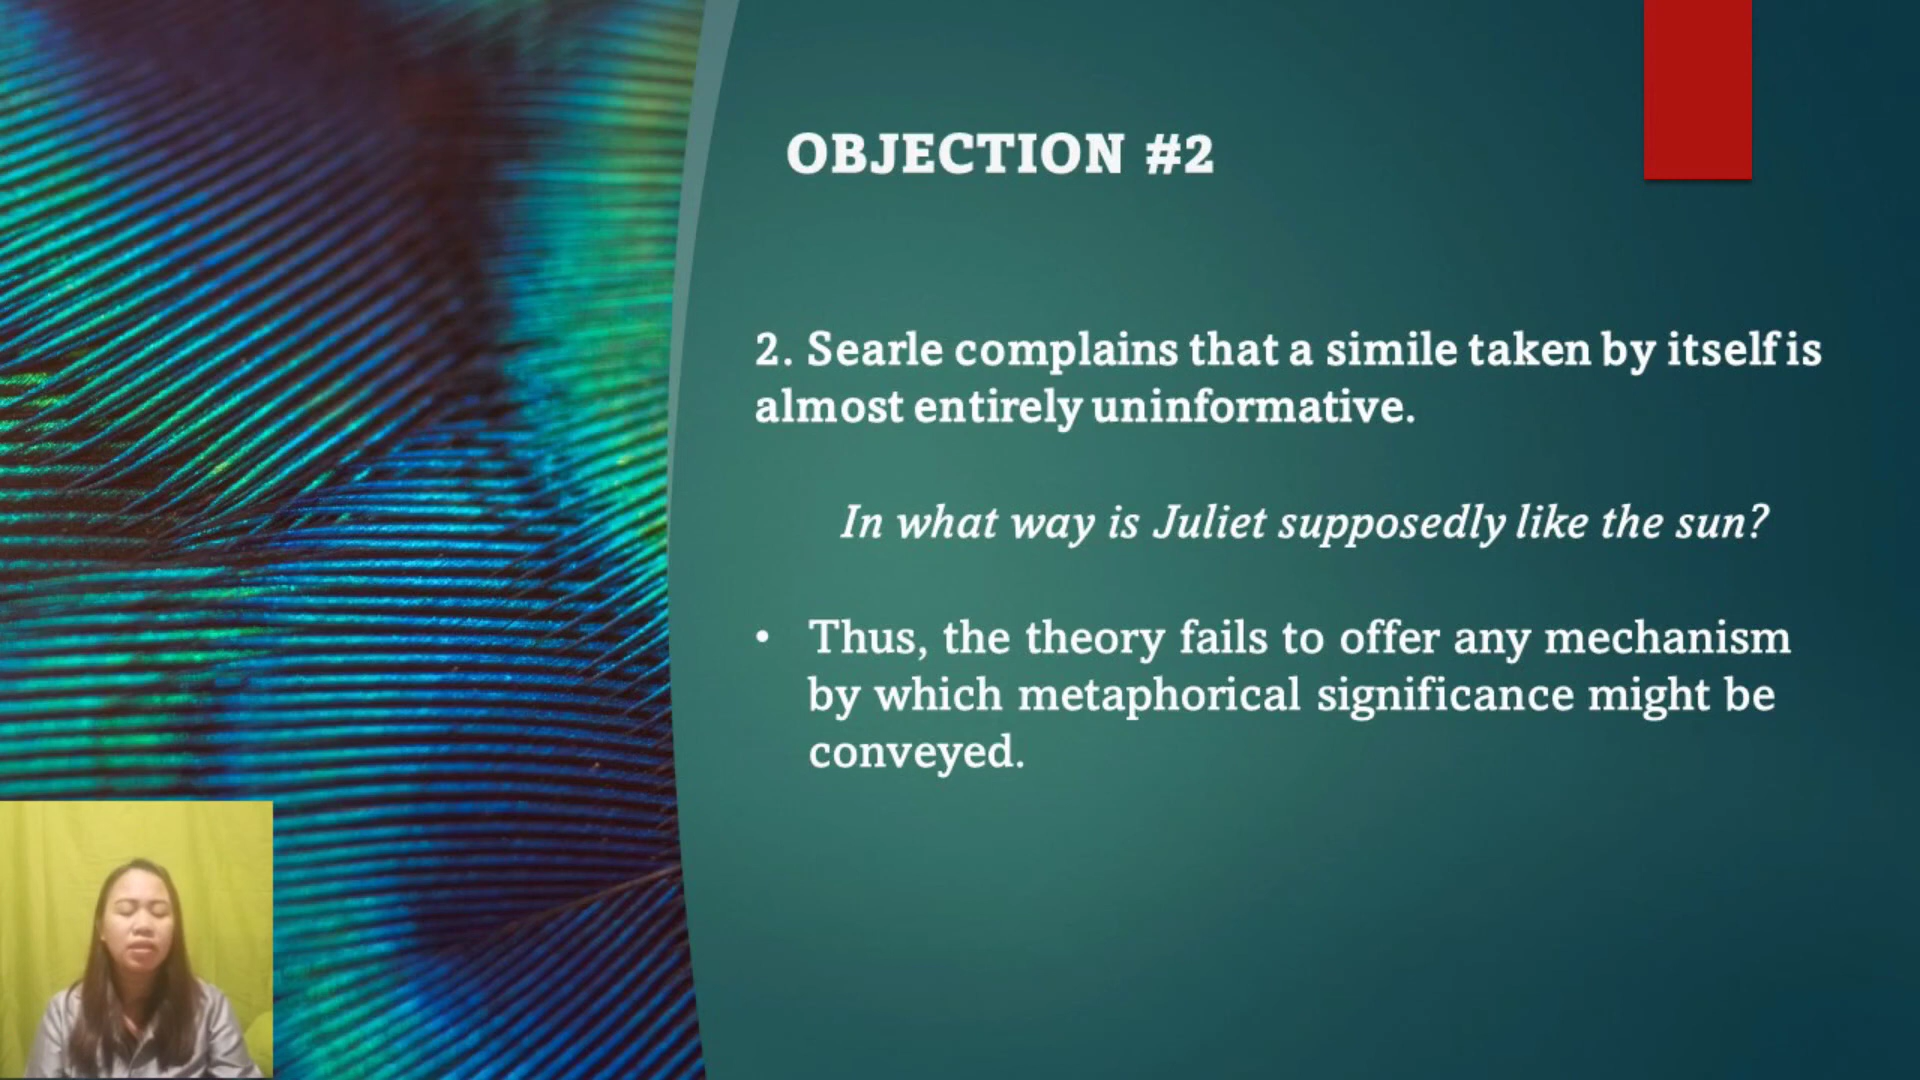 OBJECTION #2
2. Searle complains that a simile taken by itself is
almost entirely uninformative.
In what way is Juliet supposedly like the sun?
• Thus, the theory fails to offer any mechanism
by which metaphorical significance might be
conveyed.